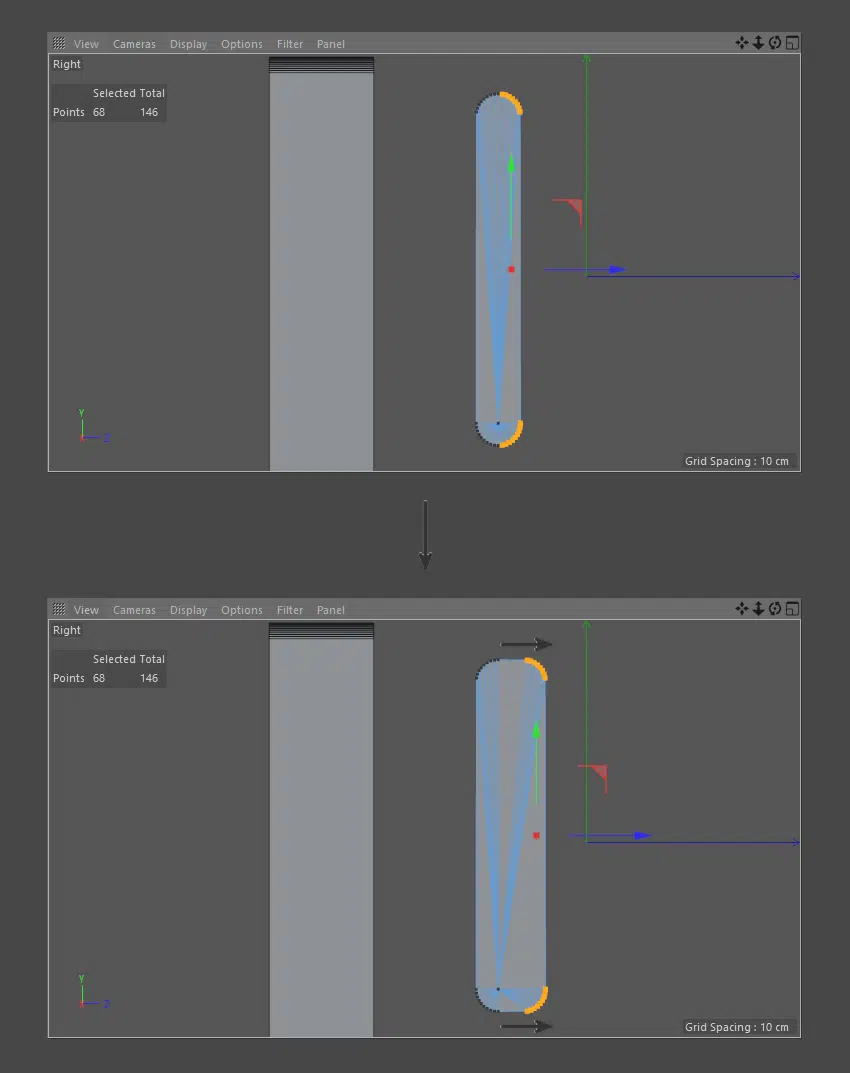 View Cameras Display Options Filter Panel
Right
Selected Total
Points 68 146
Y
Z
Grid Spacing : 10 cm
View Cameras Display Options Filter Panel
Right
Selected Total
Points 68 146
Y
Z
Grid Spacing : 10 cm